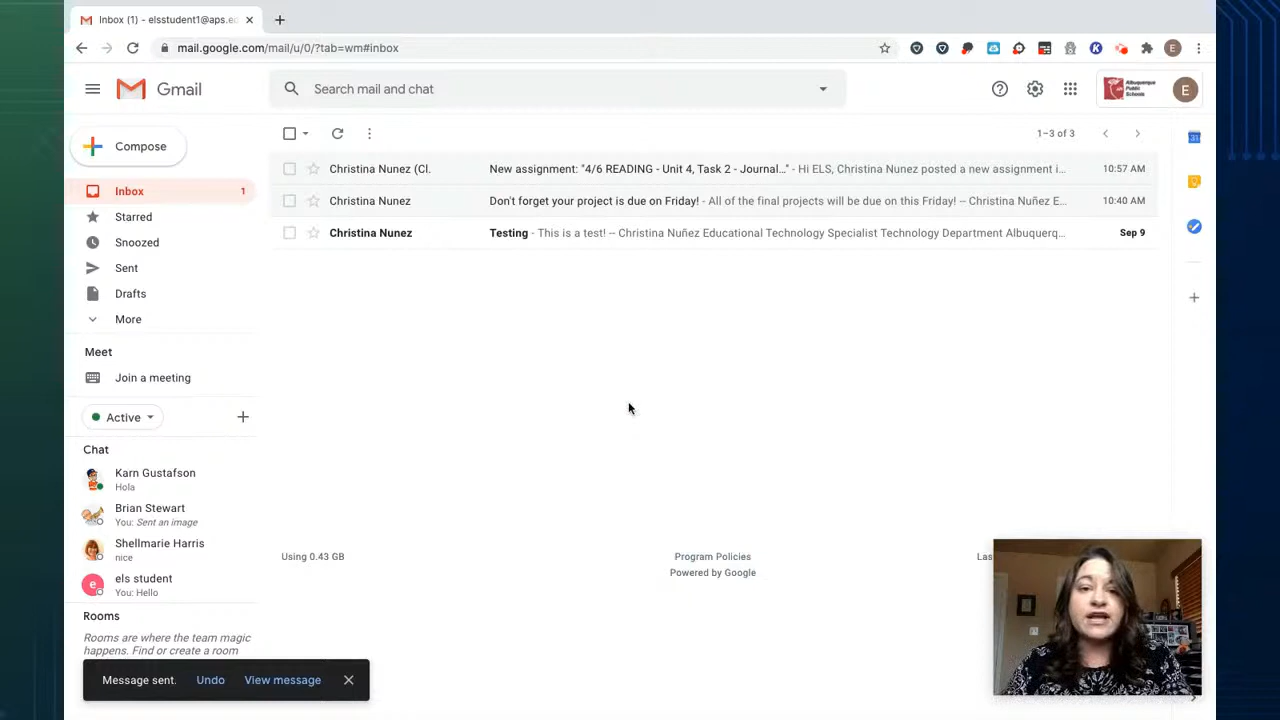 Inbox (1) - elsstudent1@aps.e
mail.google.com/mail/u/0/?tab=wm#inbox
Gmail
Search mail and chat
Albuquerque
Public
Schools
E
Compose
1–3 of 3
Christina Nunez (Cl. New assignment: "4/6 READING - Unit 4, Task 2 - Journal..." - Hi ELS, Christina Nunez posted a new assignment i... 10:57 AM
Inbox 1
Christina Nunez Don't forget your project is due on Friday! - All of the final projects will be due on this Friday! -- Christina Nuñez E... 10:40 AM
Starred
Christina Nunez Testing - This is a test! -- Christina Nuñez Educational Technology Specialist Technology Department Albuquerq... Sep 9
Snoozed
Sent
Drafts
More
Meet
Join a meeting
Active
Chat
Karn Gustafson
Hola
Brian Stewart
You: Sent an image
Shellmarie Harris
nice
els student
You: Hello
Using 0.43 GB
Program Policies
Powered by Google
Las
Rooms
Rooms are where the team magic
happens. Find or create a room
Message sent. Undo View message